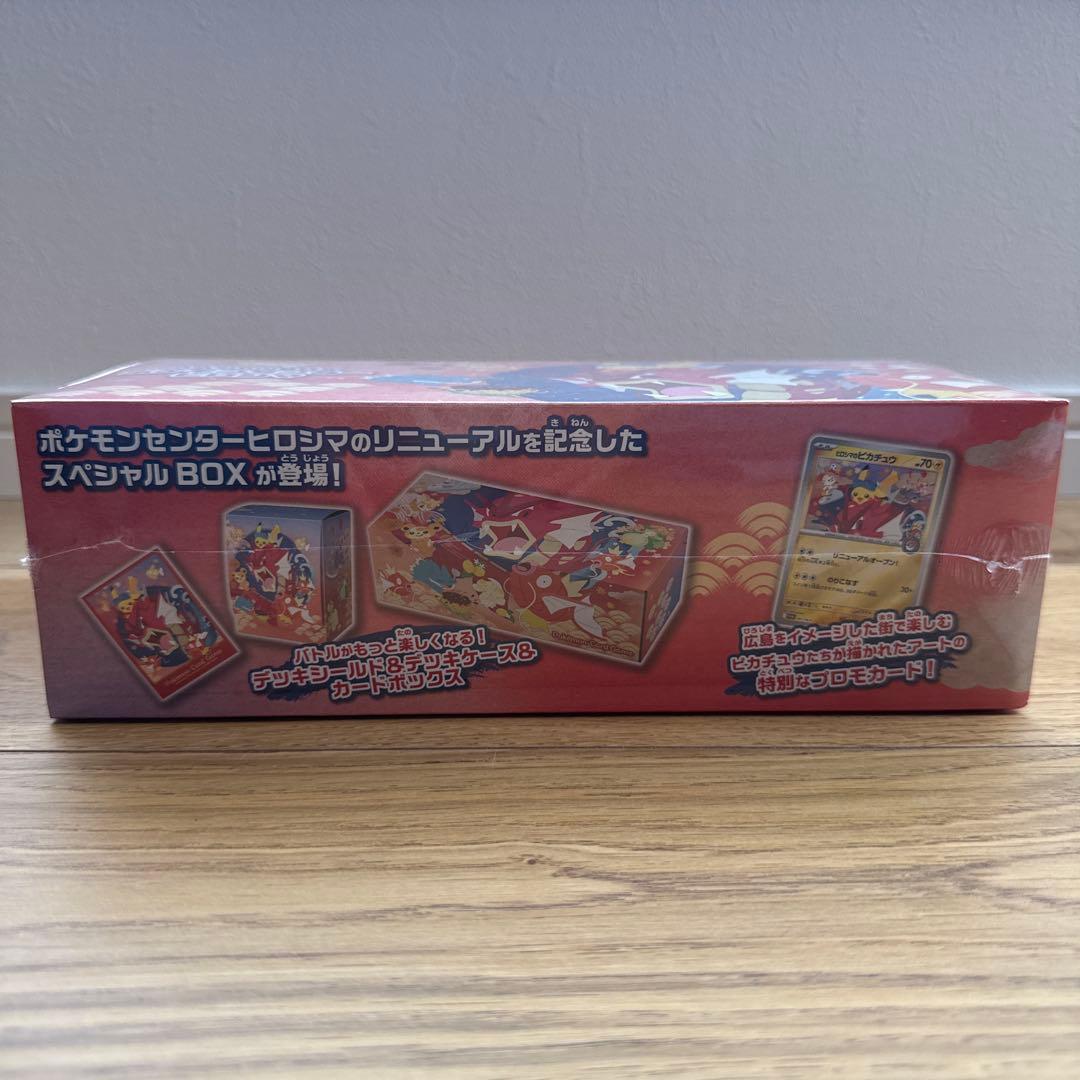 ポケモンセンターヒロシマのリニューアルを記念した
スペシャルBOXが登場！
バトルがもっと楽しくなる！
デッキシールド&デッキケース&
カードボックス
Pokémon Card Game
ヒロシマのピカチュウ
70
リニューアルオープン！
のりこなす
30+
広島をイメージした街で楽しむ
ピカチュウたちが描かれたアートの
特別なプロモカード！